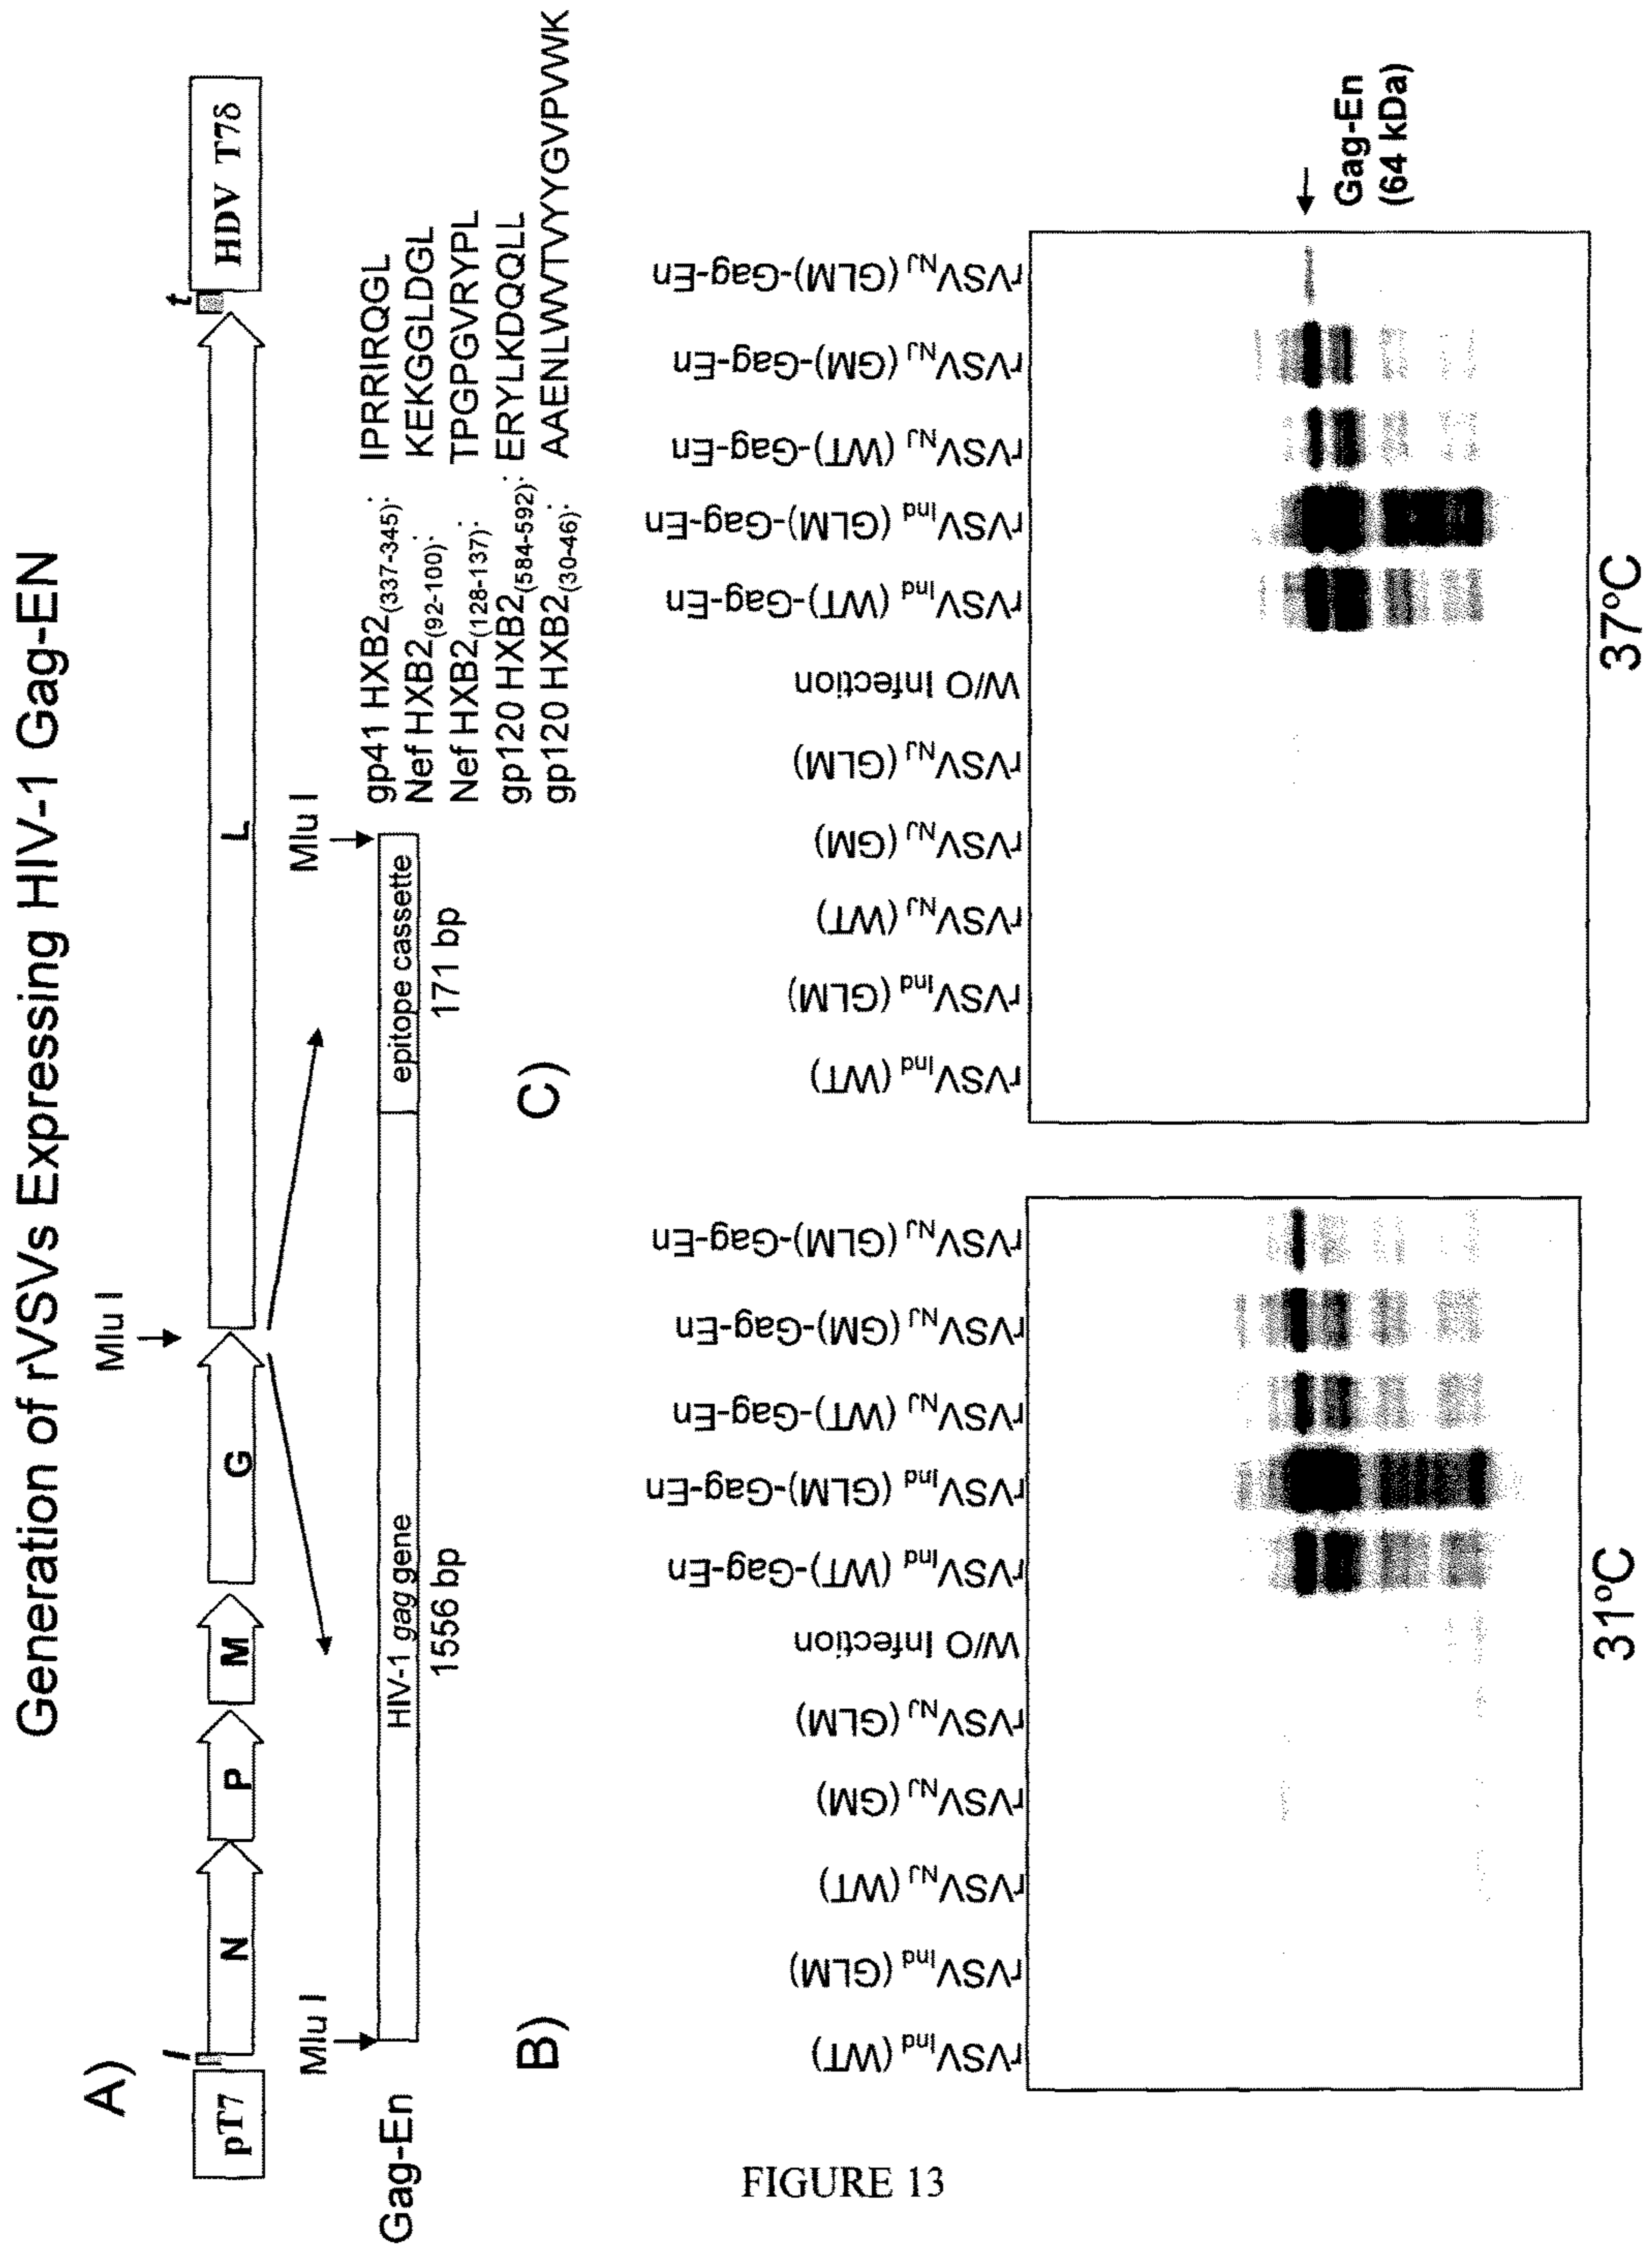 Generation of rVSVs Expressing HIV-1 Gag-EN
A)
Mlu I
pT7
l
N
P
M
G
L
t
HDV T7δ
Mlu I
Mlu I
Gag-En
HIV-1 gag gene
epitope cassette
1556 bp
171 bp
gp41 HXB2(337-345): IPRRIRQGL
Nef HXB2(92-100): KEKGGLDGL
Nef HXB2(128-137): TPGPGVRYPL
gp120 HXB2(584-592): ERYLKDQQLL
gp120 HXB2(30-46): AAENLWVTVYYGVPVWK
B)
rVSVInd (WT)
rVSVInd (GLM)
rVSVNJ (WT)
rVSVNJ (GM)
rVSVNJ (GLM)
W/O Infection
rVSVInd (WT)-Gag-En
rVSVInd (GLM)-Gag-En
rVSVNJ (WT)-Gag-En
rVSVNJ (GM)-Gag-En
rVSVNJ (GLM)-Gag-En
31°C
C)
rVSVInd (WT)
rVSVInd (GLM)
rVSVNJ (WT)
rVSVNJ (GM)
rVSVNJ (GLM)
W/O Infection
rVSVInd (WT)-Gag-En
rVSVInd (GLM)-Gag-En
rVSVNJ (WT)-Gag-En
rVSVNJ (GM)-Gag-En
rVSVNJ (GLM)-Gag-En
37°C
Gag-En
(64 kDa)
FIGURE 13